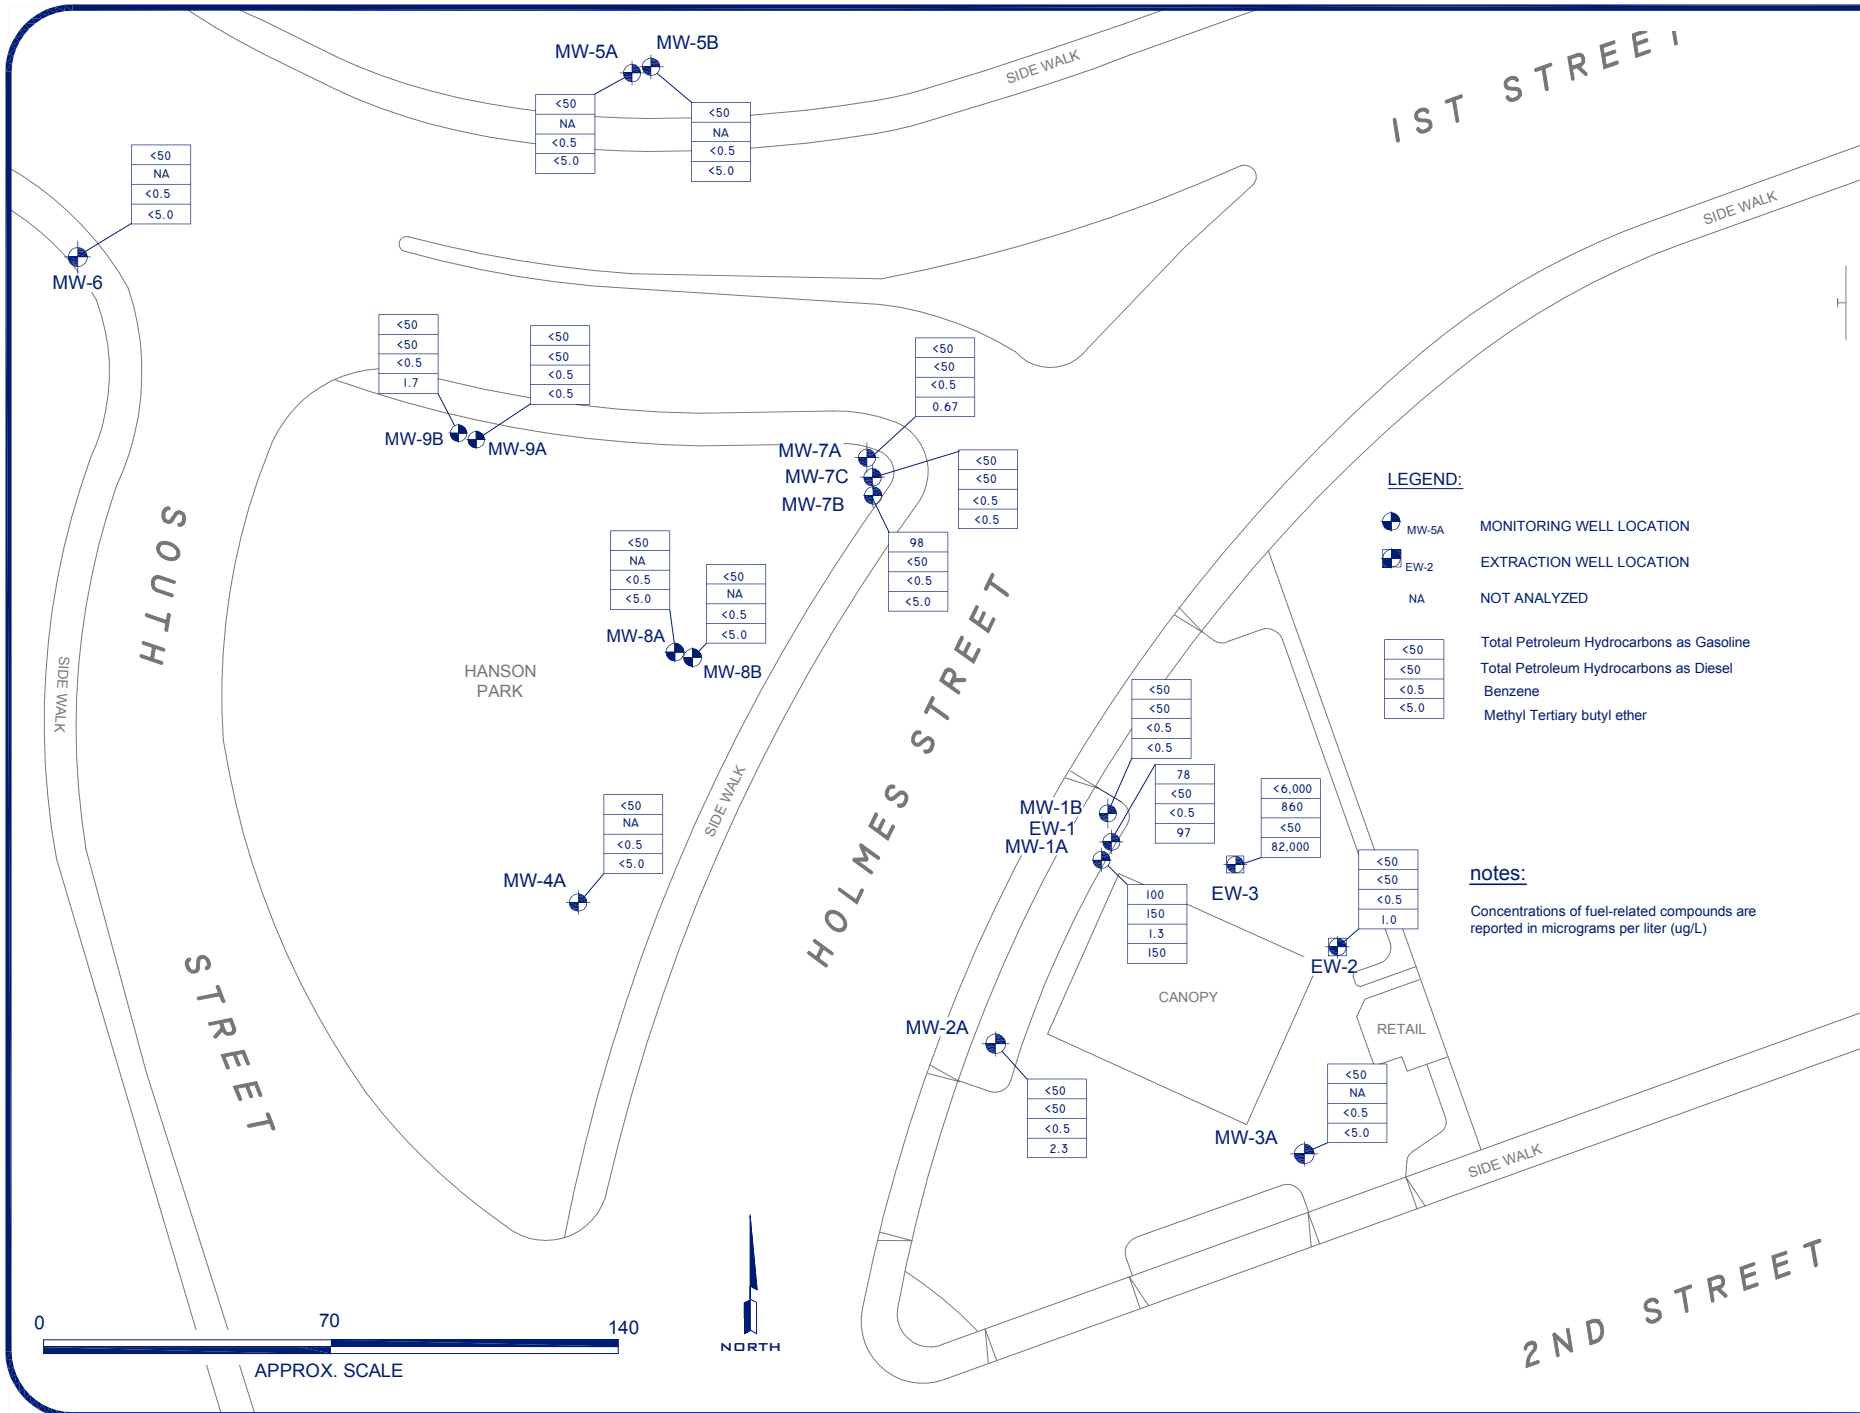 MW-5A
MW-5B
<50
NA
<0.5
<5.0
<50
NA
<0.5
<5.0
SIDE WALK
1ST STREET
<50
NA
<0.5
<5.0
MW-6
SIDE WALK
<50
<50
<0.5
1.7
<50
<50
<0.5
<0.5
MW-9B
MW-9A
<50
<50
<0.5
0.67
MW-7A
MW-7C
MW-7B
<50
<50
<0.5
<0.5
98
<50
<0.5
<5.0
LEGEND:
MW-5A MONITORING WELL LOCATION
EW-2 EXTRACTION WELL LOCATION
NA NOT ANALYZED
<50 Total Petroleum Hydrocarbons as Gasoline
<50 Total Petroleum Hydrocarbons as Diesel
<0.5 Benzene
<5.0 Methyl Tertiary butyl ether
SOUTH
STREET
SIDE WALK
<50
NA
<0.5
<5.0
<50
NA
<0.5
<5.0
MW-8A
MW-8B
HANSON
PARK
SIDE WALK
HOLMES STREET
<50
<50
<0.5
<0.5
78
<50
<0.5
97
<6,000
860
<50
82,000
MW-1B
EW-1
MW-1A
EW-3
<50
NA
<0.5
<5.0
MW-4A
100
150
1.3
150
<50
<50
<0.5
1.0
EW-2
notes:
Concentrations of fuel-related compounds are
reported in micrograms per liter (ug/L)
CANOPY
RETAIL
MW-2A
<50
<50
<0.5
2.3
<50
NA
<0.5
<5.0
MW-3A
SIDE WALK
2ND STREET
0 70 140
APPROX. SCALE
NORTH